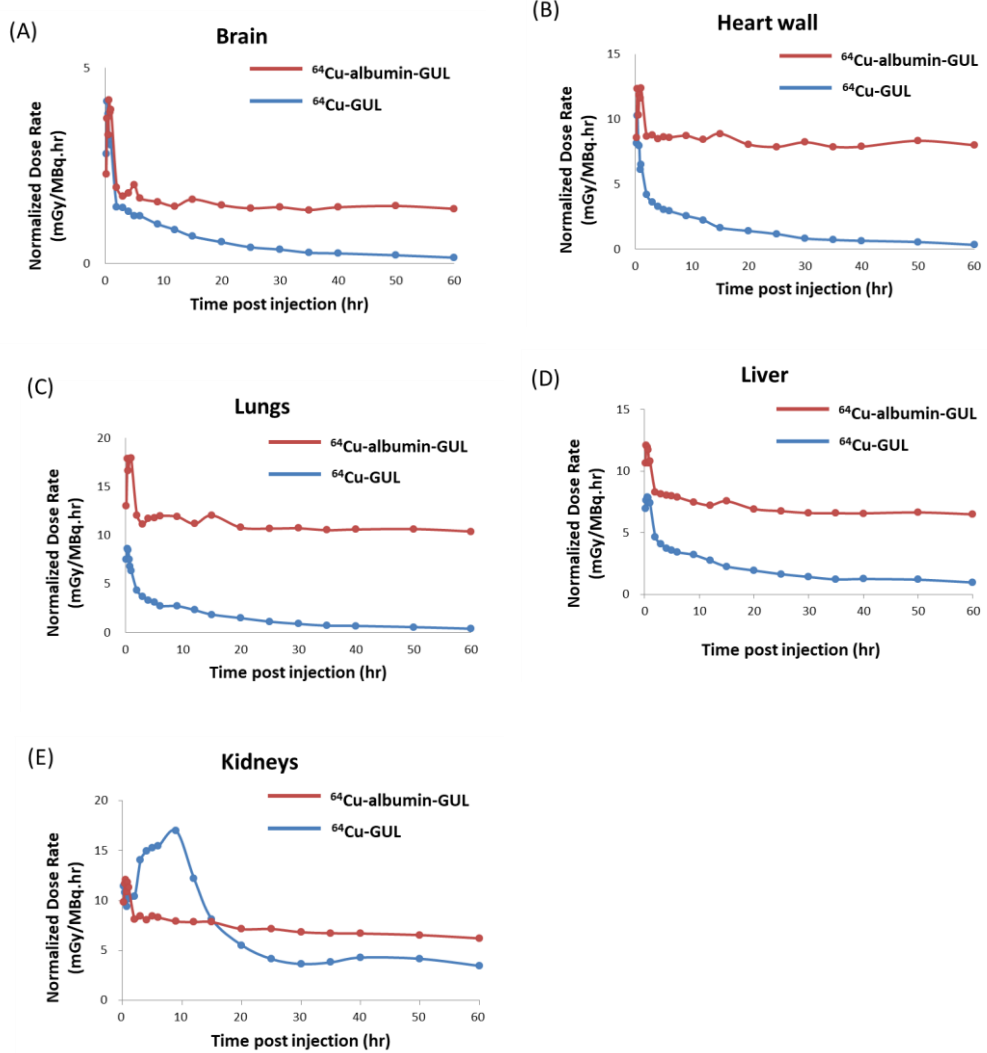 (A)
Brain
⁶⁴Cu-albumin-GUL
⁶⁴Cu-GUL
Normalized Dose Rate
(mGy/MBq.hr)
5
0
0 10 20 30 40 50 60
Time post injection (hr)
(B)
Heart wall
⁶⁴Cu-albumin-GUL
⁶⁴Cu-GUL
Normalized Dose Rate
(mGy/MBq.hr)
15
10
5
0
0 10 20 30 40 50 60
Time post injection (hr)
(C)
Lungs
⁶⁴Cu-albumin-GUL
⁶⁴Cu-GUL
Normalized Dose Rate
(mGy/MBq.hr)
20
15
10
5
0
0 10 20 30 40 50 60
Time post injection (hr)
(D)
Liver
⁶⁴Cu-albumin-GUL
⁶⁴Cu-GUL
Normalized Dose Rate
(mGy/MBq.hr)
15
10
5
0
0 10 20 30 40 50 60
Time post injection (hr)
(E)
Kidneys
⁶⁴Cu-albumin-GUL
⁶⁴Cu-GUL
Normalized Dose Rate
(mGy/MBq.hr)
20
15
10
5
0
0 10 20 30 40 50 60
Time post injection (hr)